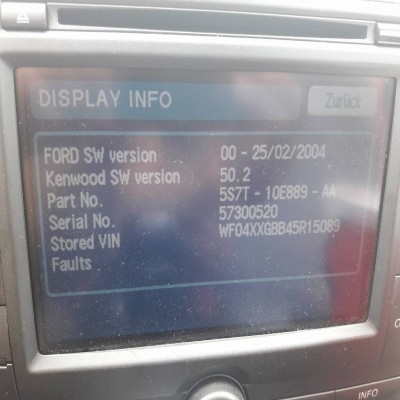 DISPLAY INFO Zurück
FORD SW version 00 - 25/02/2004
Kenwood SW version 50.2
Part No. 5S7T - 10E889 - AA
Serial No. 57300520
Stored VIN WF04XXGBB45R15089
Faults
INFO